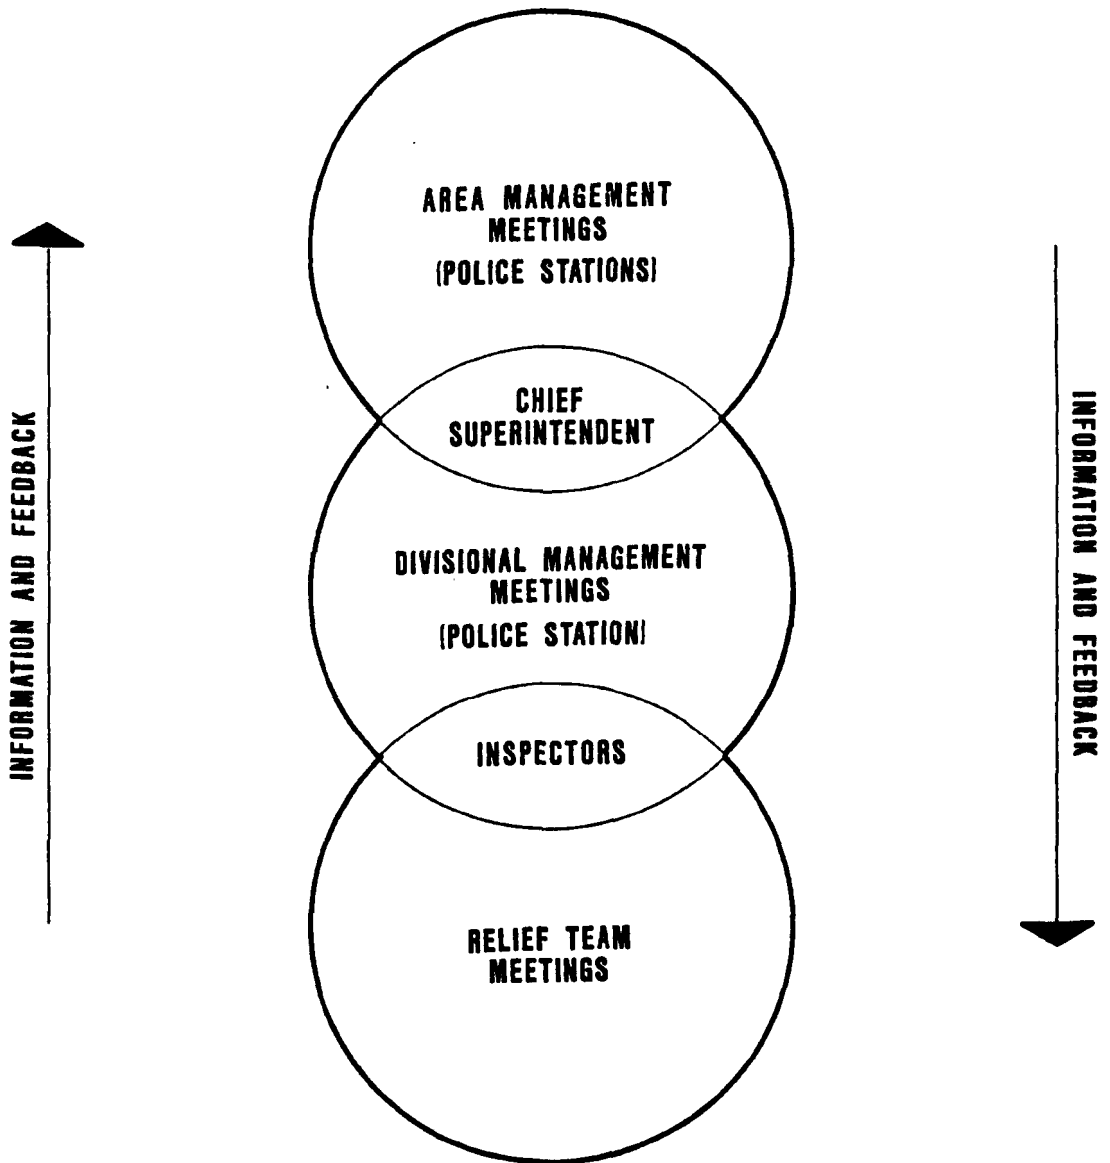 AREA MANAGEMENT
MEETINGS
(POLICE STATIONS)
CHIEF
SUPERINTENDENT
DIVISIONAL MANAGEMENT
MEETINGS
(POLICE STATION)
INSPECTORS
RELIEF TEAM
MEETINGS
INFORMATION AND FEEDBACK
INFORMATION AND FEEDBACK